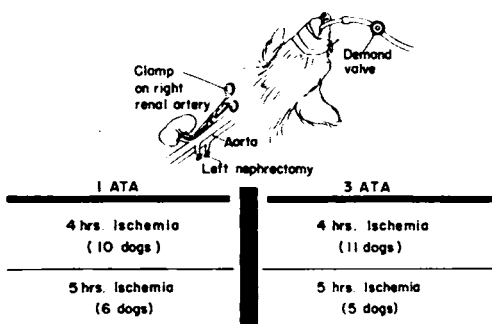 Clamp
on right
renal artery
Demand
valve
Aorta
Left nephrectomy
1 ATA
3 ATA
4 hrs. Ischemia
(10 dogs)
4 hrs. Ischemia
(11 dogs)
5 hrs. Ischemia
(6 dogs)
5 hrs. Ischemia
(5 dogs)